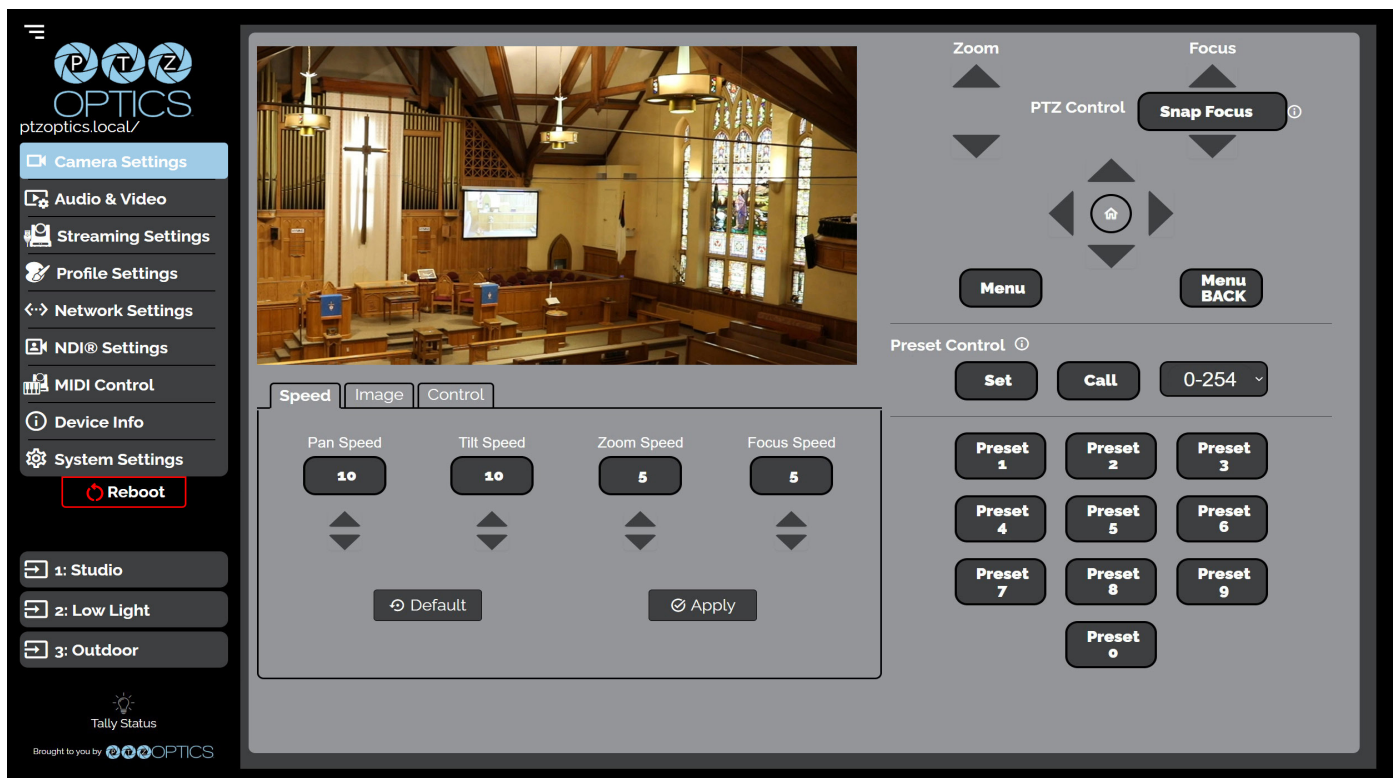 P T Z
OPTICS
ptzoptics.local/
Camera Settings
Audio & Video
Streaming Settings
Profile Settings
Network Settings
NDI® Settings
MIDI Control
Device Info
System Settings
Reboot
1: Studio
2: Low Light
3: Outdoor
Tally Status
Brought to you by PTZOPTICS
Speed Image Control
Pan Speed Tilt Speed Zoom Speed Focus Speed
10 10 5 5
Default Apply
Zoom Focus
PTZ Control Snap Focus
Menu
Menu
BACK
Preset Control
Set Call 0-254
Preset
1
Preset
2
Preset
3
Preset
4
Preset
5
Preset
6
Preset
7
Preset
8
Preset
9
Preset
0